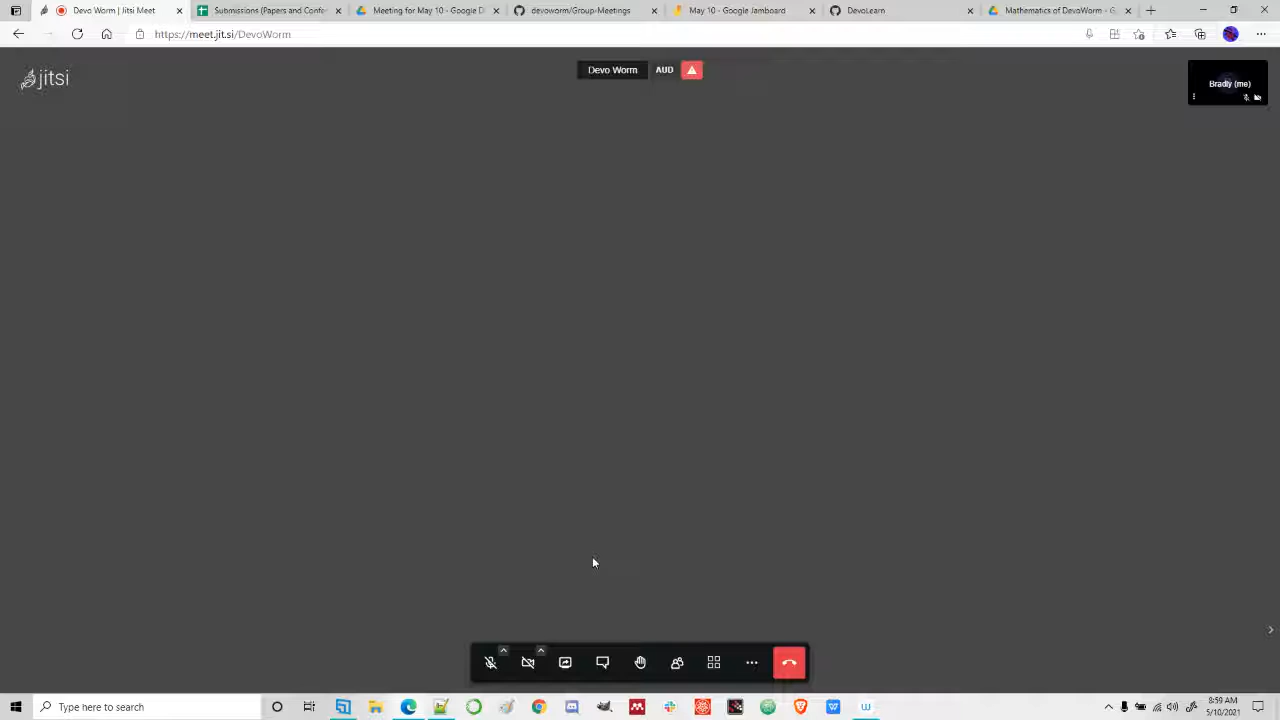 Devo Worm | Jitsi Meet
Submissions (Papers and Confer
Meeting for May 10 - Google D
devoworm/Group-Meetings
May 10 - Google Jamboard
DevoLearn
Mathematics of DevoWorm - G
https://meet.jit.si/DevoWorm
jitsi
Devo Worm
AUD
Bradly (me)
Type here to search
8:59 AM
5/10/2021